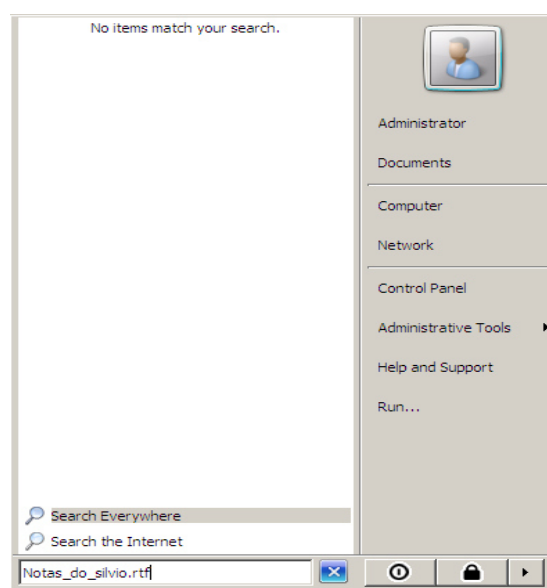 No items match your search.
Search Everywhere
Search the Internet
Notas_do_silvio.rtf
Administrator
Documents
Computer
Network
Control Panel
Administrative Tools
Help and Support
Run...